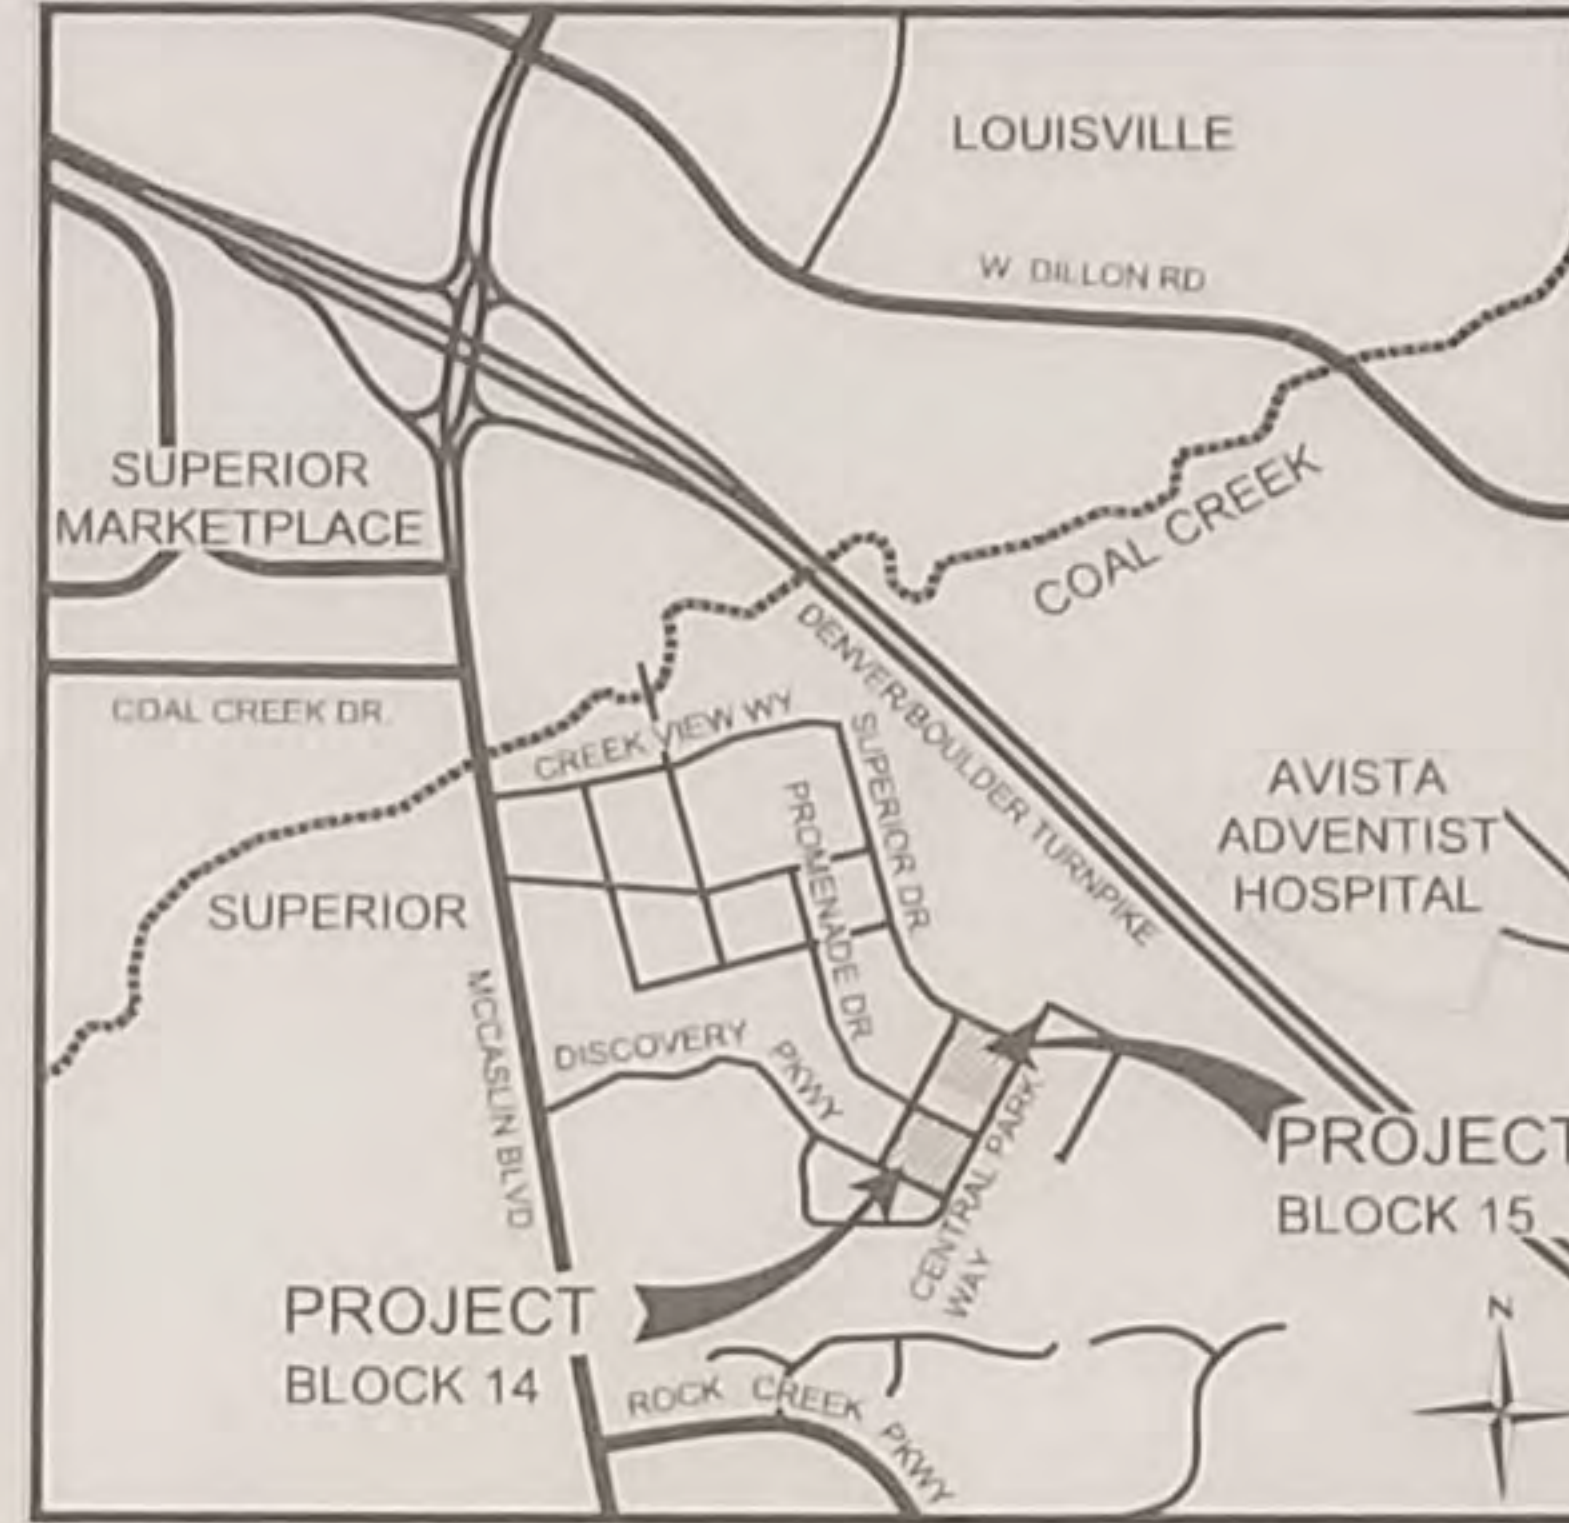 LOUISVILLE
W DILLON RD
SUPERIOR
MARKETPLACE
COAL CREEK
DENVER/BOULDER TURNPIKE
COAL CREEK DR.
CREEK VIEW WY
SUPERIOR DR.
PROMENADE DR.
AVISTA
ADVENTIST
HOSPITAL
SUPERIOR
MCCASLIN BLVD
DISCOVERY PKWY
CENTRAL PARK
WAY
PROJECT
BLOCK 15
PROJECT
BLOCK 14
ROCK CREEK PKWY
N